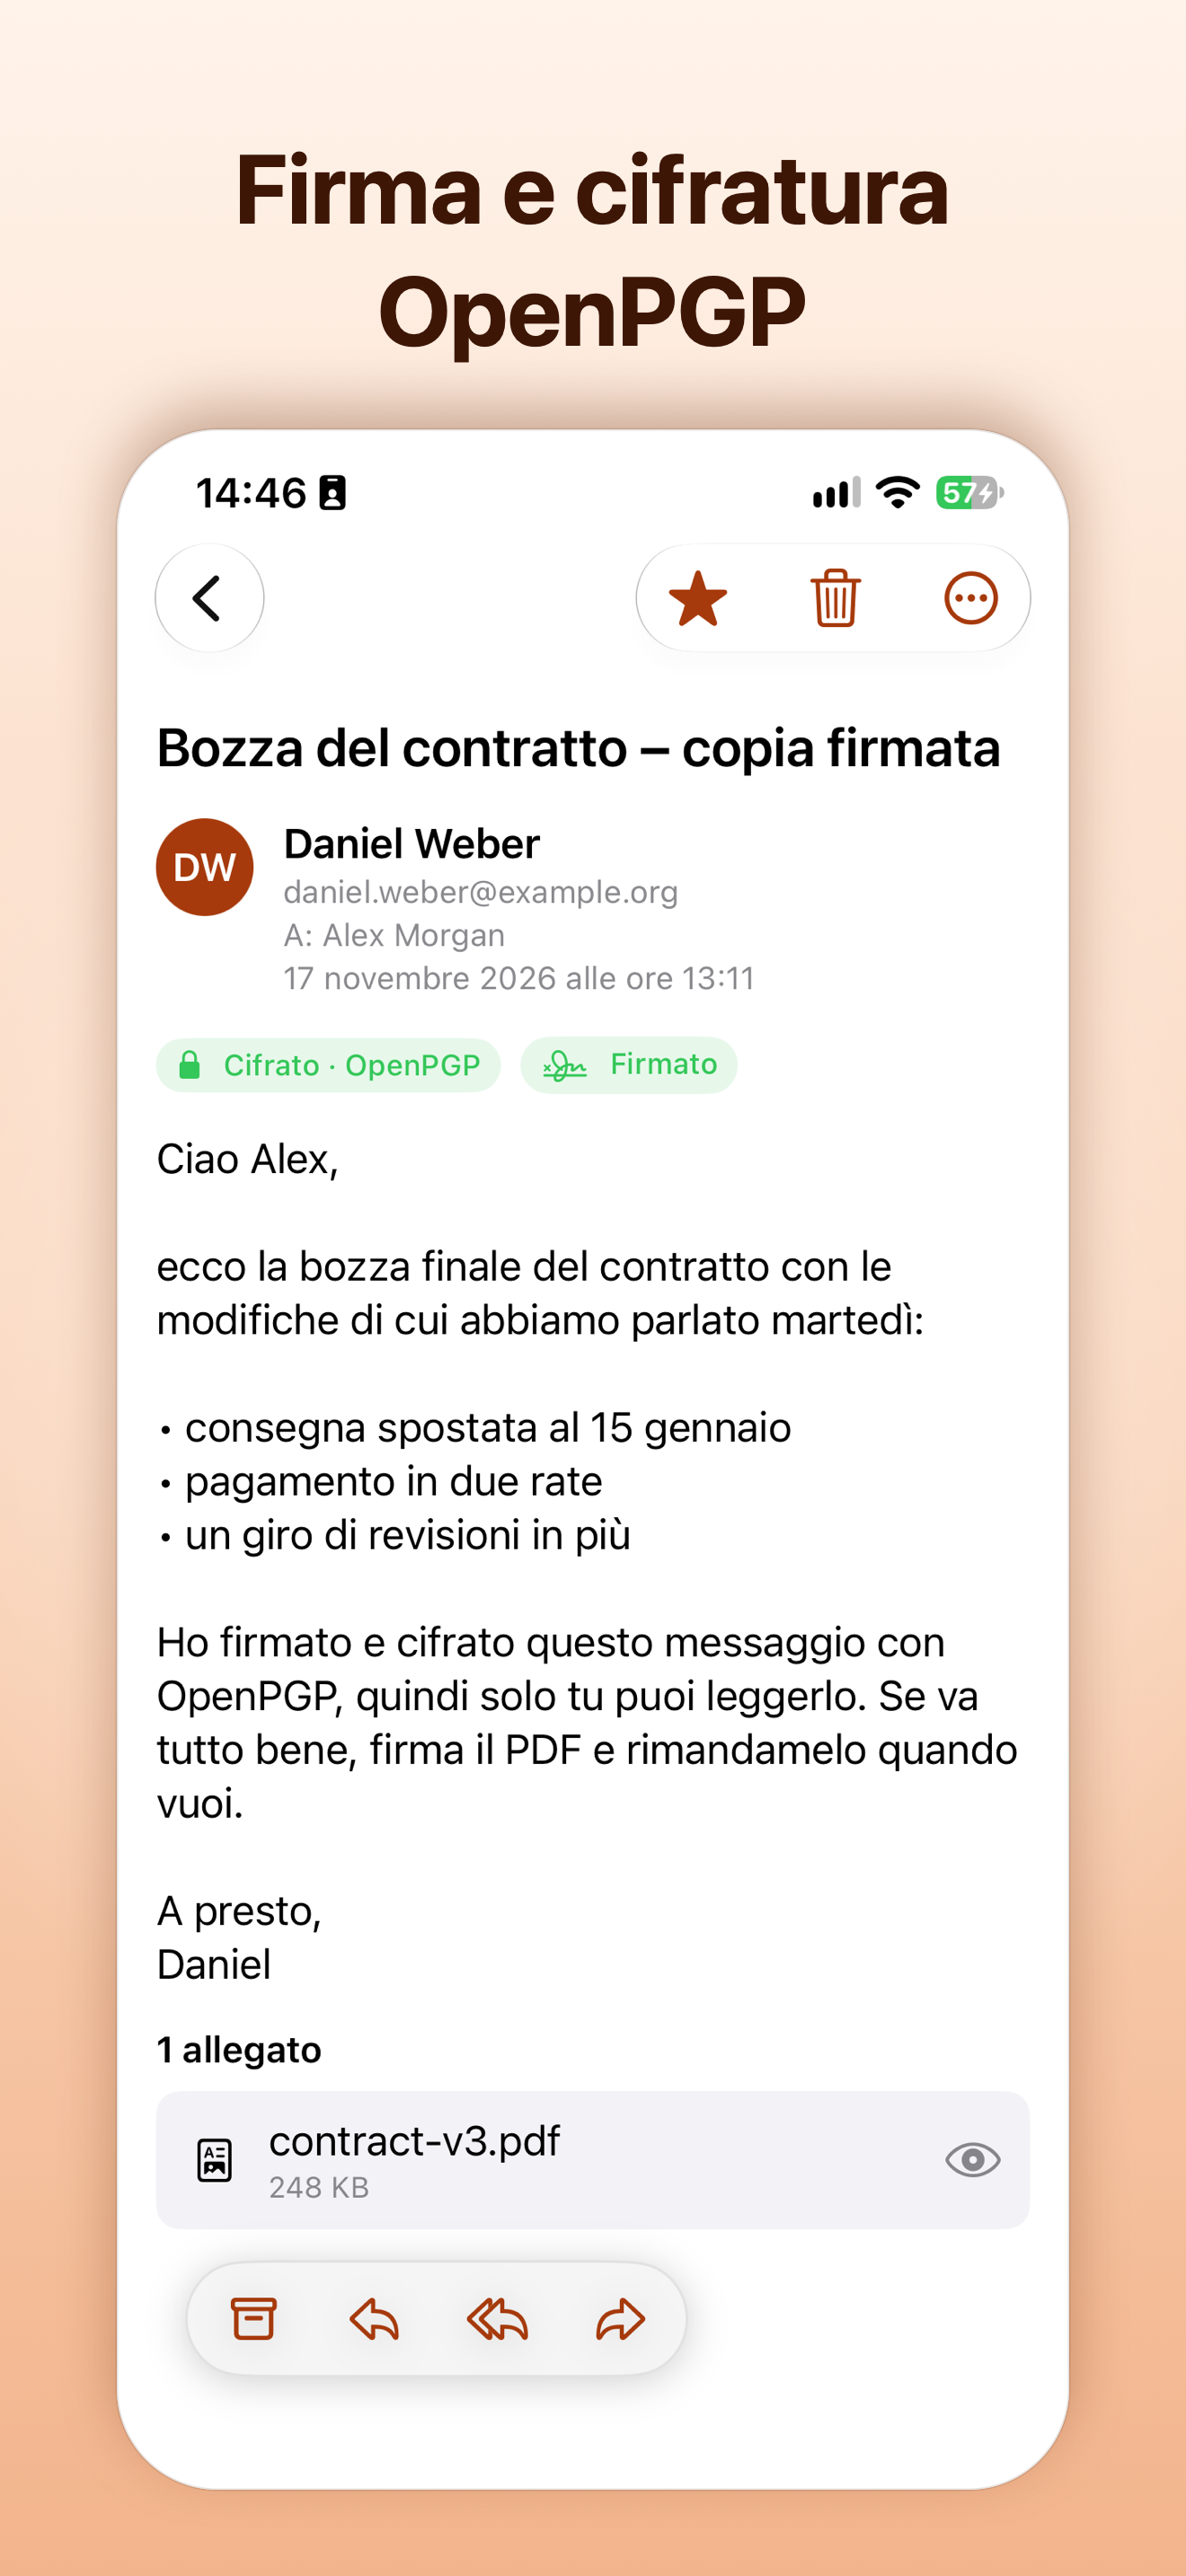 Firma e cifratura
OpenPGP
14:46
57
Bozza del contratto – copia firmata
DW
Daniel Weber
daniel.weber@example.org
A: Alex Morgan
17 novembre 2026 alle ore 13:11
Cifrato · OpenPGP
Firmato
Ciao Alex,
ecco la bozza finale del contratto con le
modifiche di cui abbiamo parlato martedì:
• consegna spostata al 15 gennaio
• pagamento in due rate
• un giro di revisioni in più
Ho firmato e cifrato questo messaggio con
OpenPGP, quindi solo tu puoi leggerlo. Se va
tutto bene, firma il PDF e rimandamelo quando
vuoi.
A presto,
Daniel
1 allegato
contract-v3.pdf
248 KB